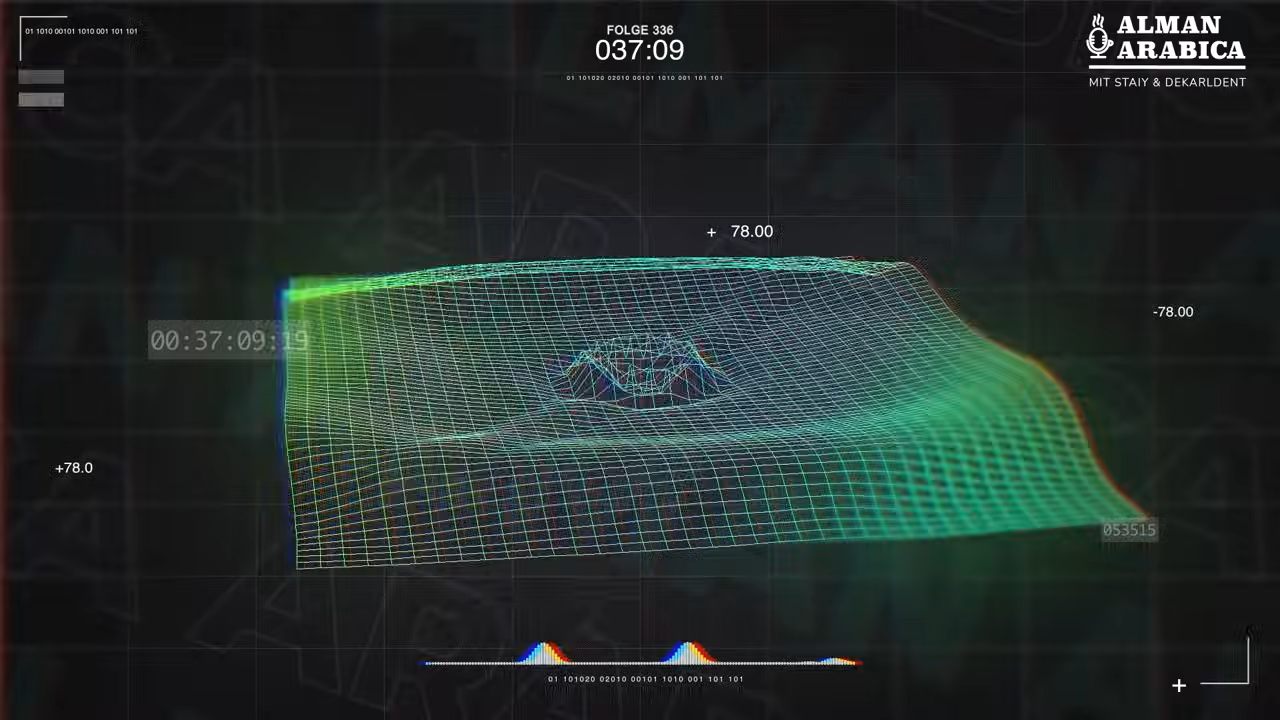 01 1010 00101 1010 001 101 101
FOLGE 336
037:09
01 101020 02010 00101 1010 001 101 101
ALMAN
ARABICA
MIT STAIY & DEKARLDENT
+ 78.00
-78.00
00:37:09:19
+78.0
053515
01 101020 02010 00101 1010 001 101 101
+